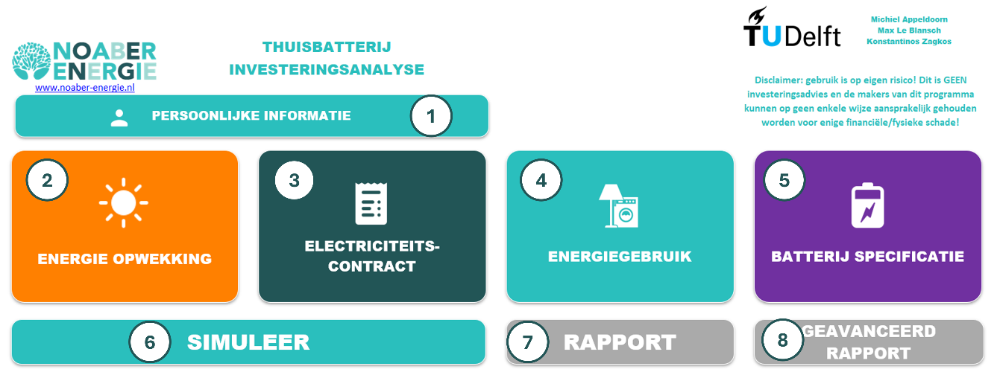 NOABER
ENERGIE
www.noaber-energie.nl
THUISBATTERIJ
INVESTERINGSANALYSE
TU Delft
Michiel Appeldoorn
Max Le Blansch
Konstantinos Zagkos
Disclaimer: gebruik is op eigen risico! Dit is GEEN
investeringsadvies en de makers van dit programma
kunnen op geen enkele wijze aansprakelijk gehouden
worden voor enige financiële/fysieke schade!
PERSOONLIJKE INFORMATIE
1
2
ENERGIE OPWEKKING
3
ELECTRICITEITS-
CONTRACT
4
ENERGIEGEBRUIK
5
BATTERIJ SPECIFICATIE
6
SIMULEER
7
RAPPORT
8
GEAVANCEERD
RAPPORT